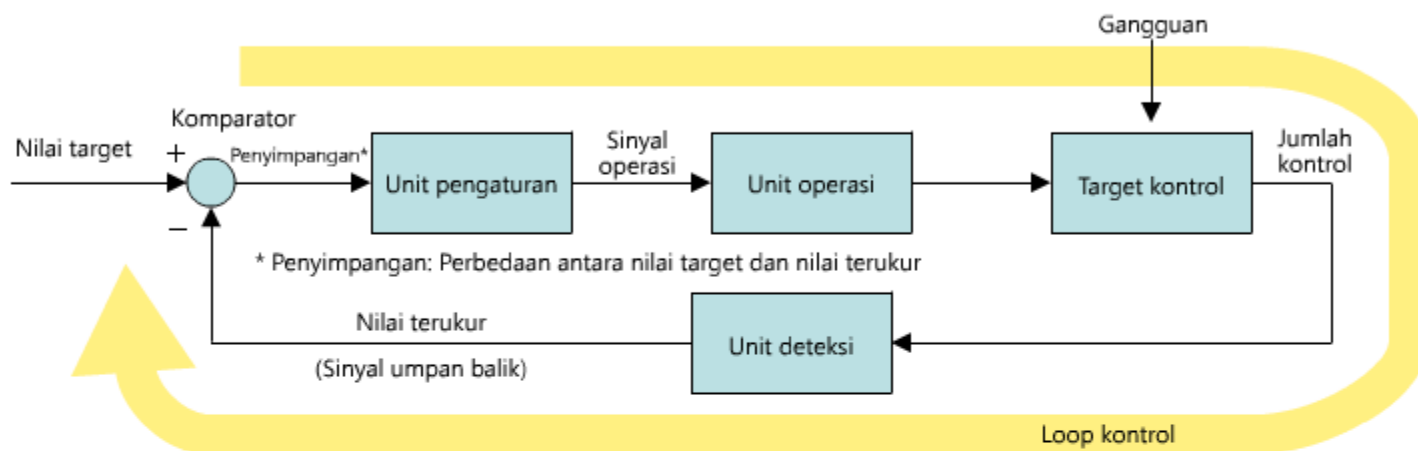 Gangguan
Komparator
Nilai target
+
Penyimpangan*
−
Unit pengaturan
Sinyal
operasi
Unit operasi
Target kontrol
Jumlah
kontrol
* Penyimpangan: Perbedaan antara nilai target dan nilai terukur
Nilai terukur
(Sinyal umpan balik)
Unit deteksi
Loop kontrol